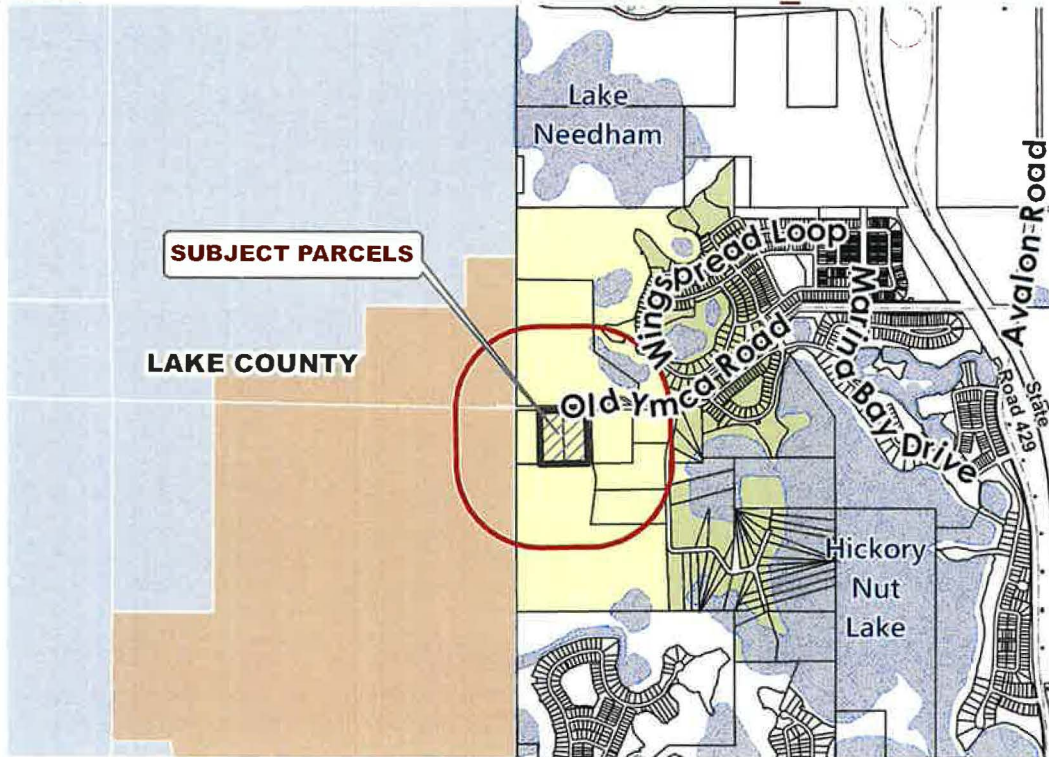 Lake
Needham
Avalon Road
SUBJECT PARCELS
Wingspread Loop
Marina Bay Drive
LAKE COUNTY
Old Ymca Road
State
Road 429
Hickory
Nut
Lake